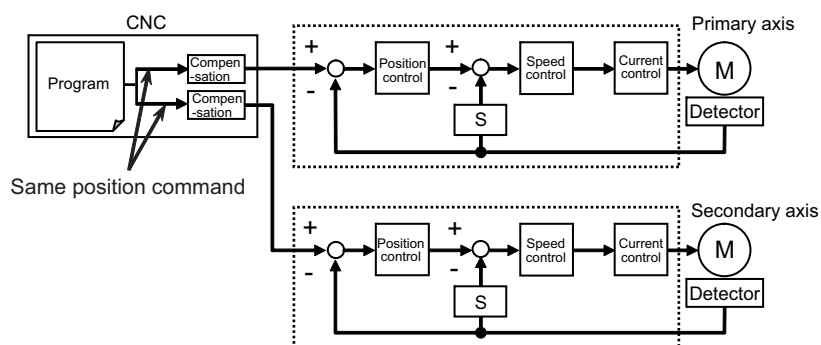 CNC
Program
Compen
-sation
Compen
-sation
Same position command
Primary axis
+
-
Position
control
+
-
Speed
control
Current
control
M
Detector
S
Secondary axis
+
-
Position
control
+
-
Speed
control
Current
control
M
Detector
S